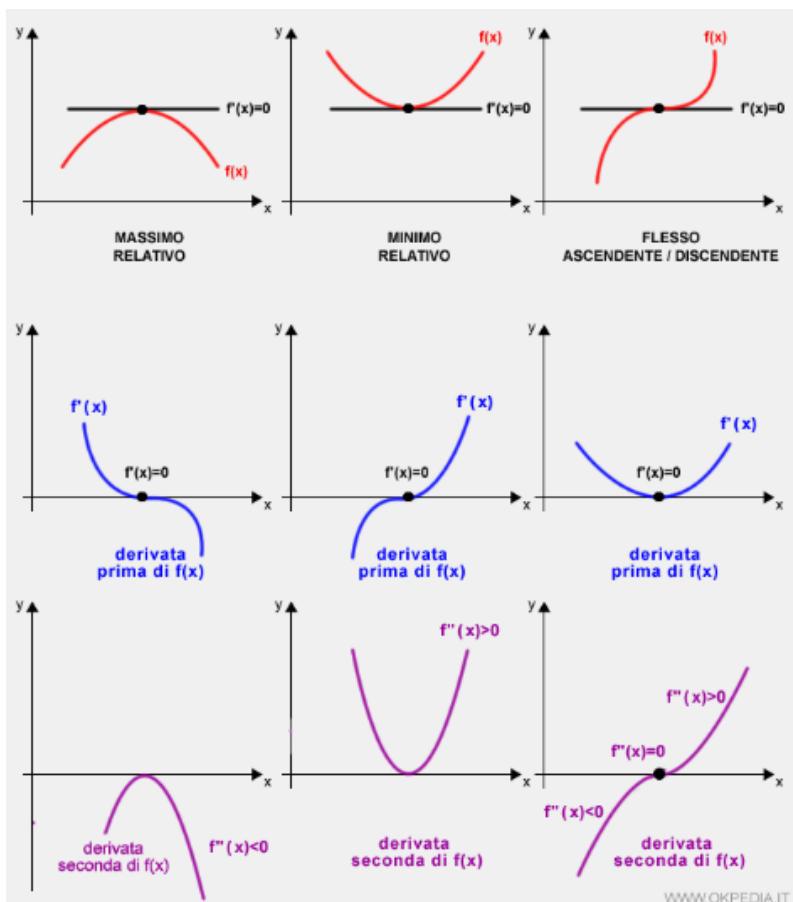 y
f'(x)=0
f(x)
x
MASSIMO
RELATIVO
y
f(x)
f'(x)=0
x
MINIMO
RELATIVO
y
f(x)
f'(x)=0
x
FLESSO
ASCENDENTE / DISCENDENTE
y
f'(x)
f'(x)=0
x
derivata
prima di f(x)
y
f'(x)
f'(x)=0
x
derivata
prima di f(x)
y
f'(x)
f'(x)=0
x
derivata
prima di f(x)
y
x
derivata
seconda di f(x)
f"(x)<0
y
f"(x)>0
x
derivata
seconda di f(x)
y
f"(x)>0
f"(x)=0
x
f"(x)<0
derivata
seconda di f(x)
WWW.OKPEDIA.IT